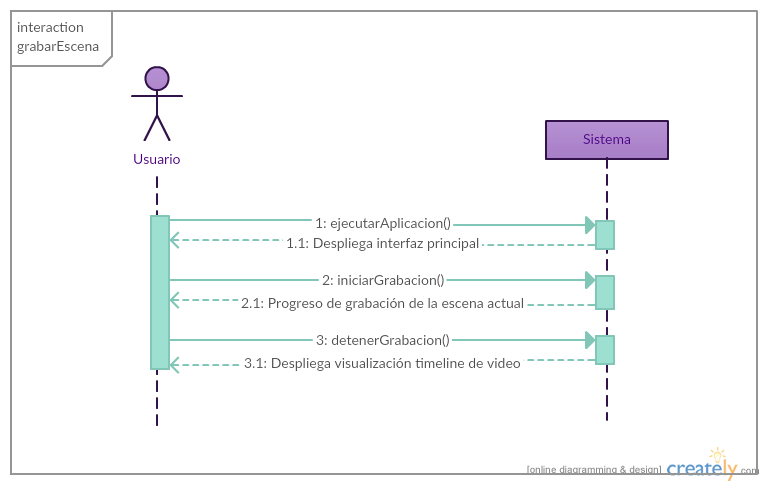 interaction
grabarEscena
Usuario
Sistema
1: ejecutarAplicacion()
1.1: Despliega interfaz principal
2: iniciarGrabacion()
2.1: Progreso de grabación de la escena actual
3: detenerGrabacion()
3.1: Despliega visualización timeline de video
[online diagramming & design] creately.com